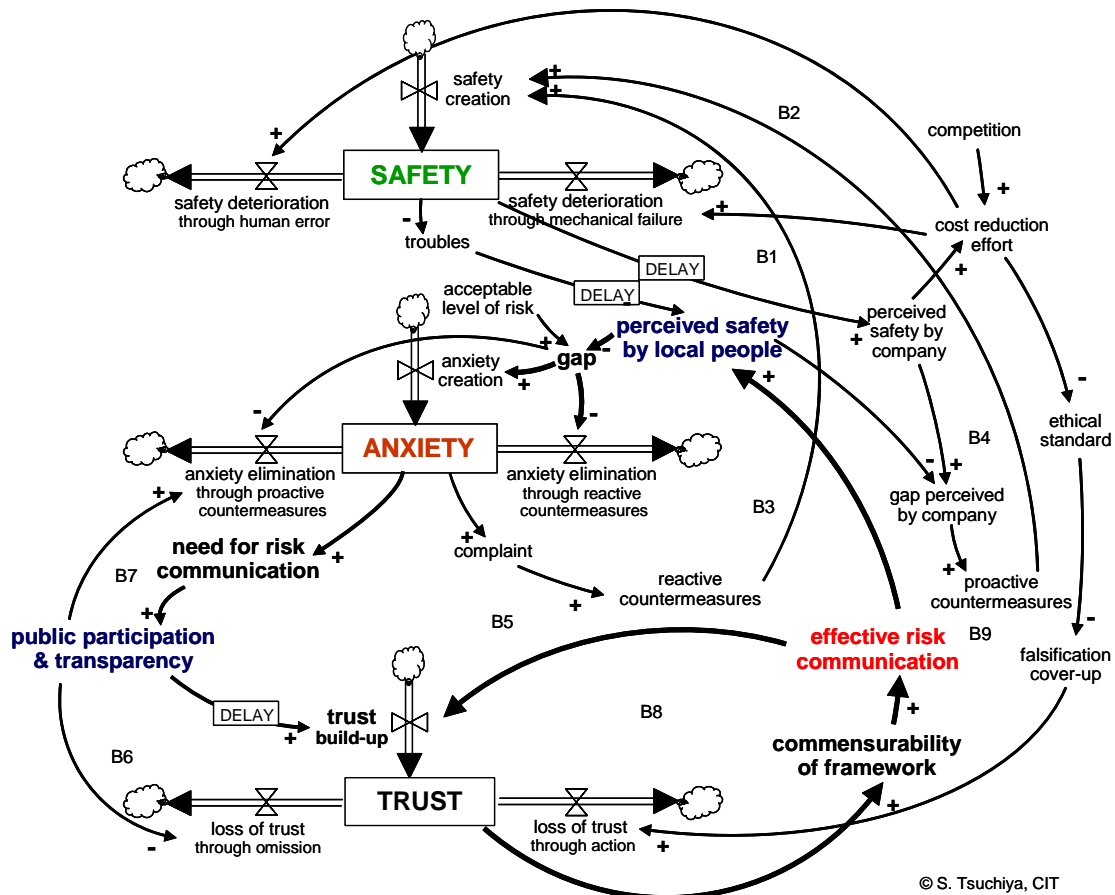 safety
creation
+
+
B2
competition
+
+
SAFETY
safety deterioration
through human error
safety deterioration
through mechanical failure
+
cost reduction
effort
-
troubles
B1
+
DELAY
DELAY
-
acceptable
level of risk
perceived
safety by
company
+
perceived safety
by local people
+
gap
-
anxiety
creation
+
+
-
-
-
ethical
standard
ANXIETY
B4
-
+
anxiety elimination
through proactive
countermeasures
anxiety elimination
through reactive
countermeasures
+
gap perceived
by company
B3
+
complaint
need for risk
communication
+
+
B7
reactive
countermeasures
+
proactive
countermeasures
+
B5
-
public participation
& transparency
effective risk
communication
B9
falsification
cover-up
DELAY
trust
build-up
+
B8
+
commensurability
of framework
B6
TRUST
+
loss of trust
through omission
-
loss of trust
through action
+
© S. Tsuchiya, CIT